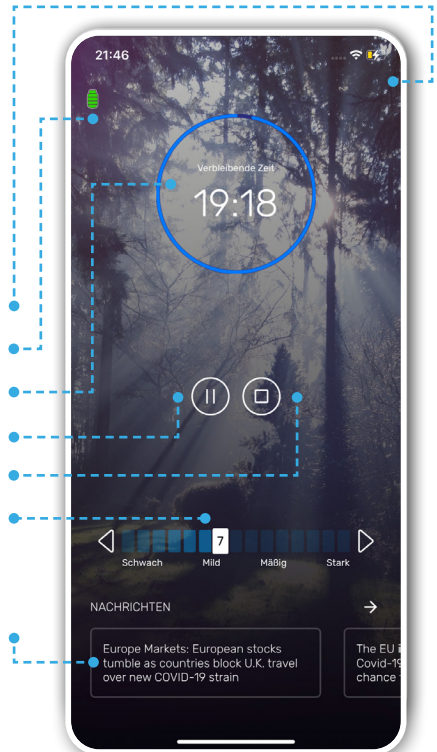 21:46
Verbleibende Zeit
19:18
7
Schwach Mild Mäßig Stark
NACHRICHTEN
Europe Markets: European stocks
tumble as countries block U.K. travel
over new COVID-19 strain
The EU
Covid-19
chance